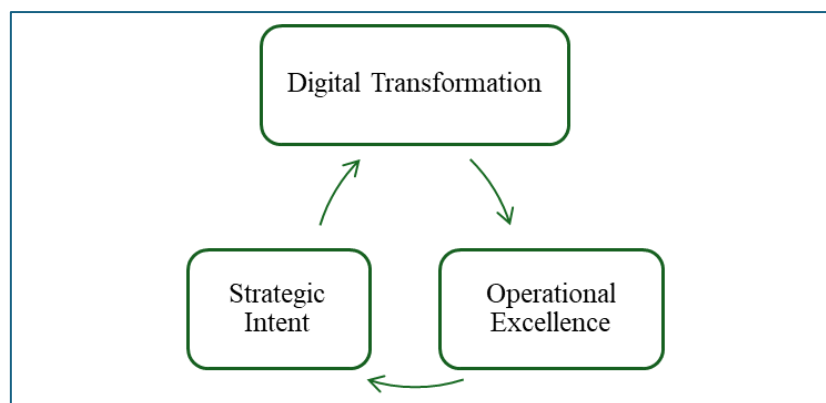 Digital Transformation
Strategic
Intent
Operational
Excellence